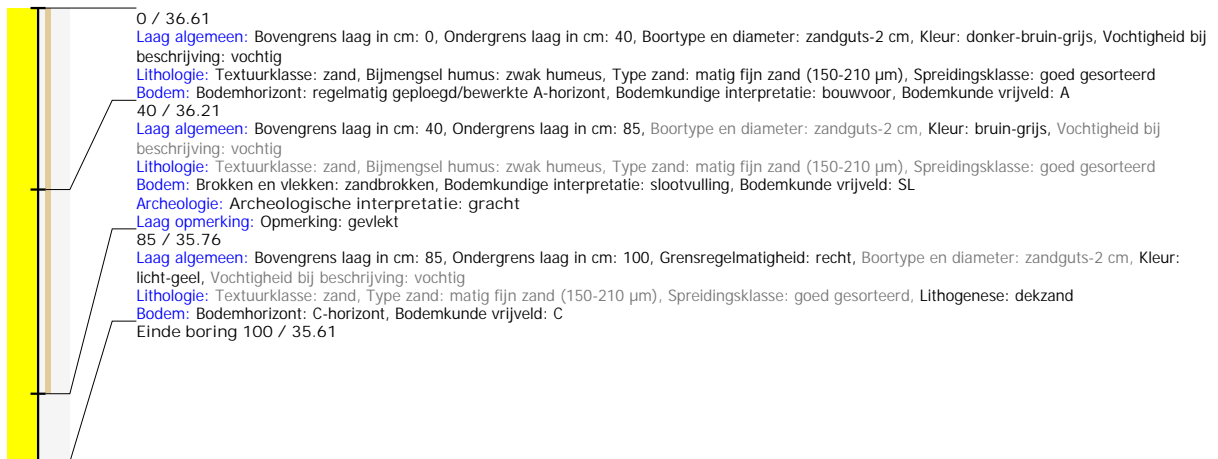 0 / 36.61
Laag algemeen: Bovengrens laag in cm: 0, Ondergrens laag in cm: 40, Boortype en diameter: zandguts-2 cm, Kleur: donker-bruin-grijs, Vochtigheid bij
beschrijving: vochtig
Lithologie: Textuurklasse: zand, Bijmengsel humus: zwak humeus, Type zand: matig fijn zand (150-210 µm), Spreidingsklasse: goed gesorteerd
Bodem: Bodemhorizont: regelmatig geploegd/bewerkte A-horizont, Bodemkundige interpretatie: bouwvoor, Bodemkunde vrijveld: A
40 / 36.21
Laag algemeen: Bovengrens laag in cm: 40, Ondergrens laag in cm: 85, Boortype en diameter: zandguts-2 cm, Kleur: bruin-grijs, Vochtigheid bij
beschrijving: vochtig
Lithologie: Textuurklasse: zand, Bijmengsel humus: zwak humeus, Type zand: matig fijn zand (150-210 µm), Spreidingsklasse: goed gesorteerd
Bodem: Brokken en vlekken: zandbrokken, Bodemkundige interpretatie: slootvulling, Bodemkunde vrijveld: SL
Archeologie: Archeologische interpretatie: gracht
Laag opmerking: Opmerking: gevlekt
85 / 35.76
Laag algemeen: Bovengrens laag in cm: 85, Ondergrens laag in cm: 100, Grensregelmatigheid: recht, Boortype en diameter: zandguts-2 cm, Kleur:
licht-geel, Vochtigheid bij beschrijving: vochtig
Lithologie: Textuurklasse: zand, Type zand: matig fijn zand (150-210 µm), Spreidingsklasse: goed gesorteerd, Lithogenese: dekzand
Bodem: Bodemhorizont: C-horizont, Bodemkunde vrijveld: C
Einde boring 100 / 35.61